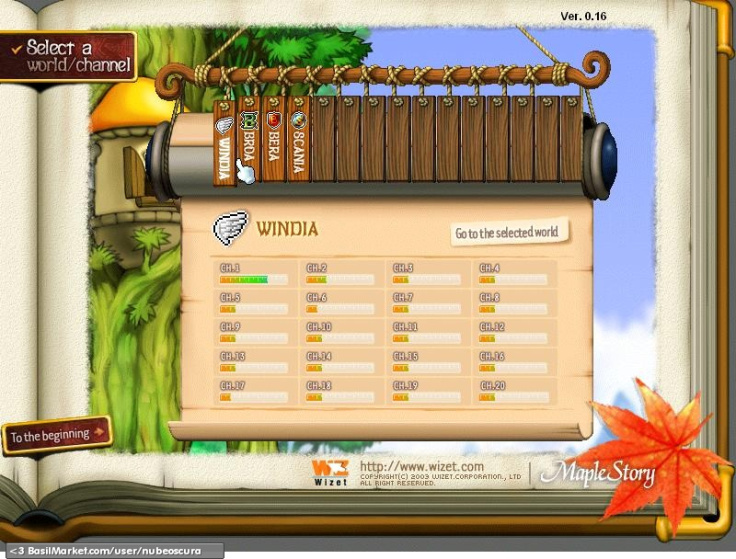 Ver. 0.16
Select a
world/channel
WINDIA
BROA
BERA
SCANIA
WINDIA
Go to the selected world
CH.1 CH.2 CH.3 CH.4
CH.5 CH.6 CH.7 CH.8
CH.9 CH.10 CH.11 CH.12
CH.13 CH.14 CH.15 CH.16
CH.17 CH.18 CH.19 CH.20
To the beginning
Wizet
http://www.wizet.com
COPYRIGHT(C) 2003 WIZET.CORPORATION., LTD
ALL RIGHT RESERVED.
MapleStory
<3 BasilMarket.com/user/nubeoscura